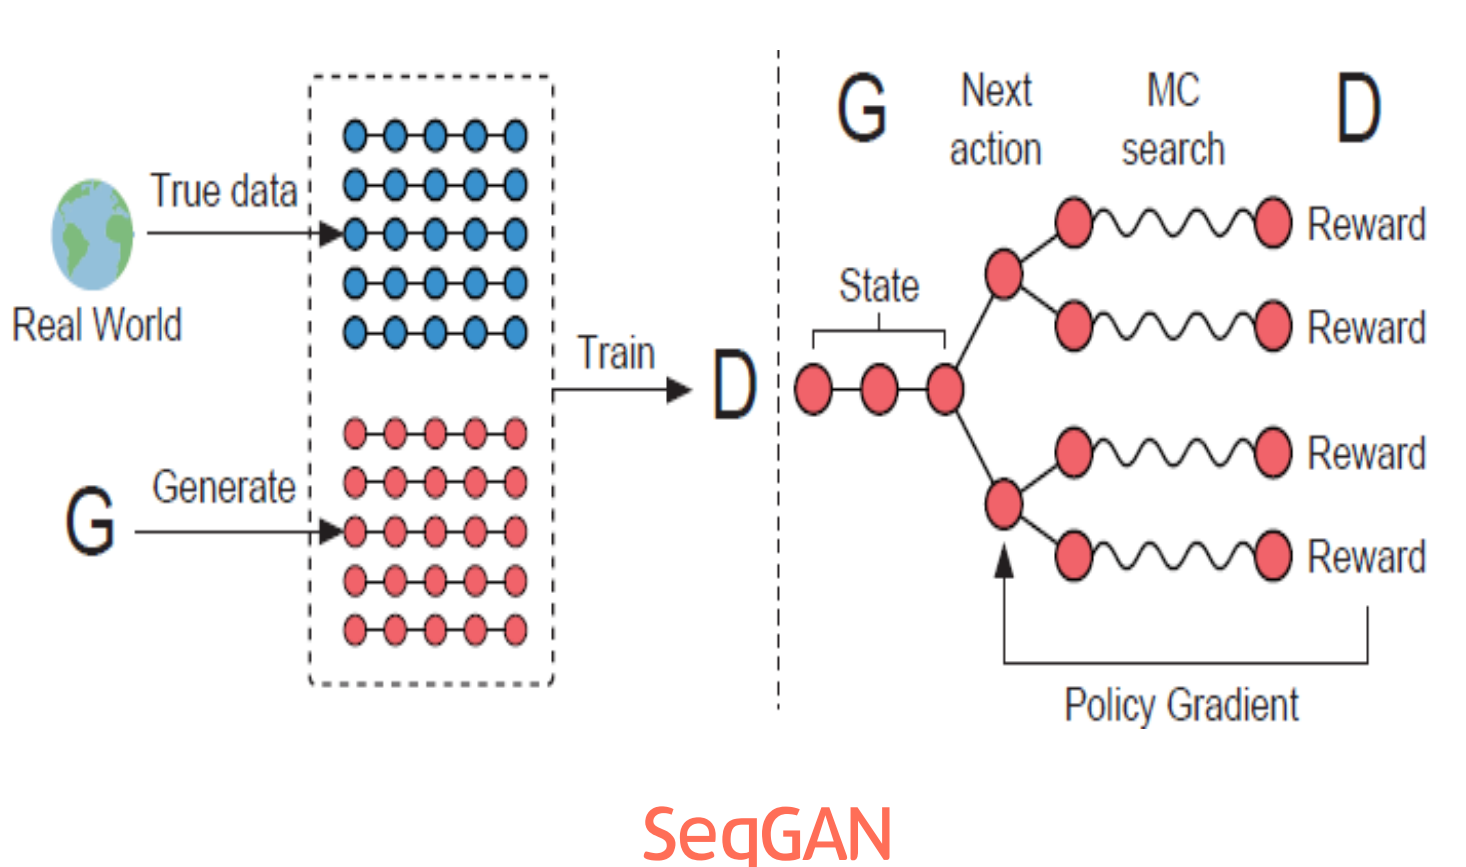 True data
Real World
Train
D
Generate
G
G
Next
action
MC
search
D
State
Reward
Reward
Reward
Reward
Policy Gradient
SeqGAN